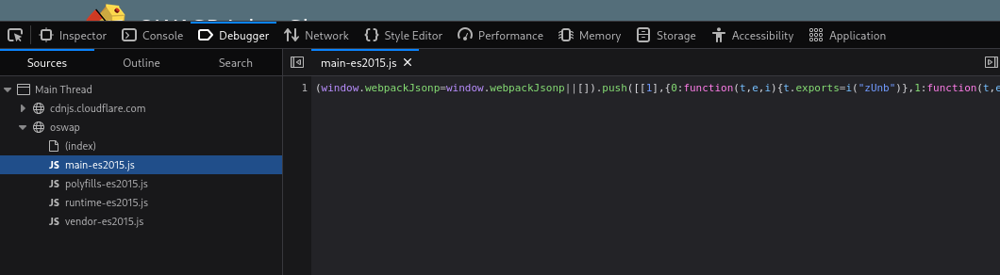 Inspector Console Debugger Network Style Editor Performance Memory Storage Accessibility Application
Sources Outline Search main-es2015.js
Main Thread
1 (window.webpackJsonp=window.webpackJsonp||[]).push([[1],{0:function(t,e,i){t.exports=i("zUnb")},1:function(t,e
cdnjs.cloudflare.com
oswap
(index)
JS main-es2015.js
JS polyfills-es2015.js
JS runtime-es2015.js
JS vendor-es2015.js